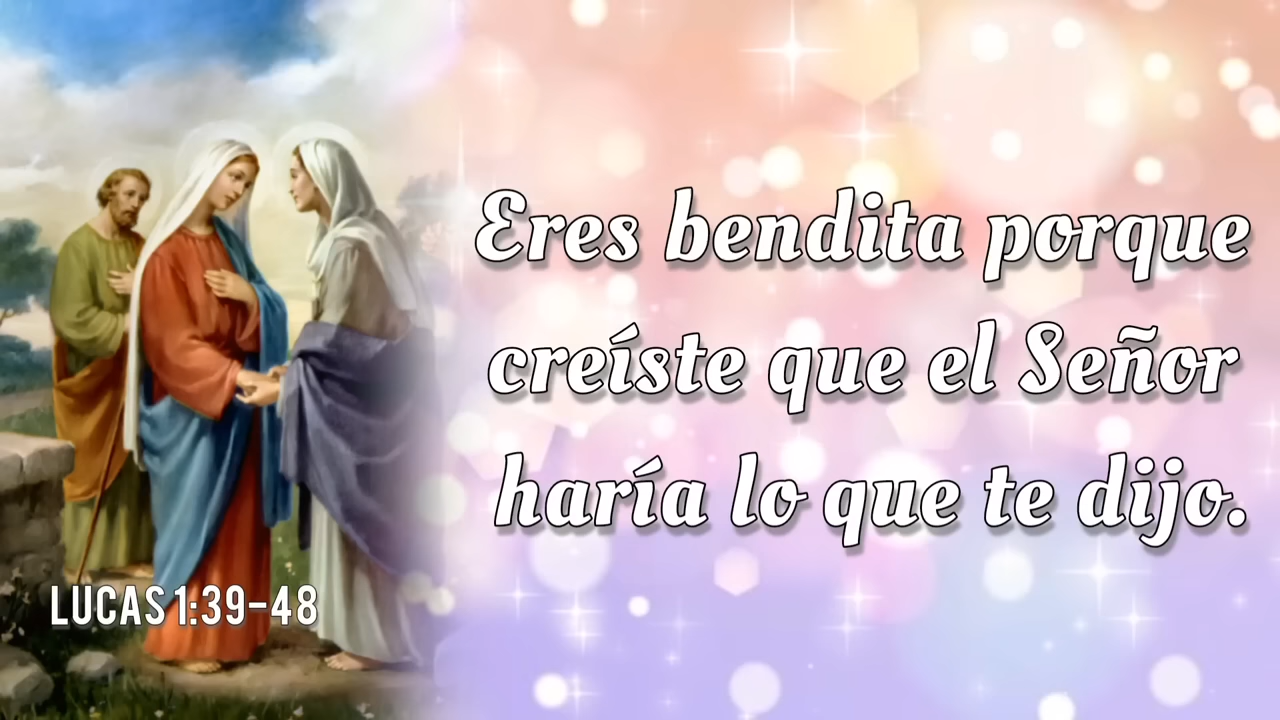 Eres bendita porque
creíste que el Señor
haría lo que te dijo.
LUCAS 1:39-48